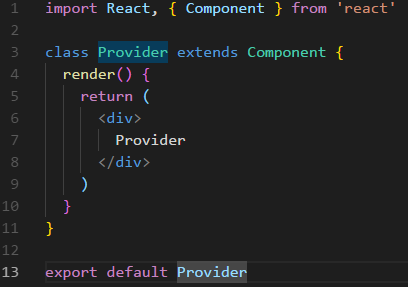 1 import React, { Component } from 'react'
2
3 class Provider extends Component {
4   render() {
5     return (
6       <div>
7         Provider
8       </div>
9     )
10   }
11 }
12
13 export default Provider